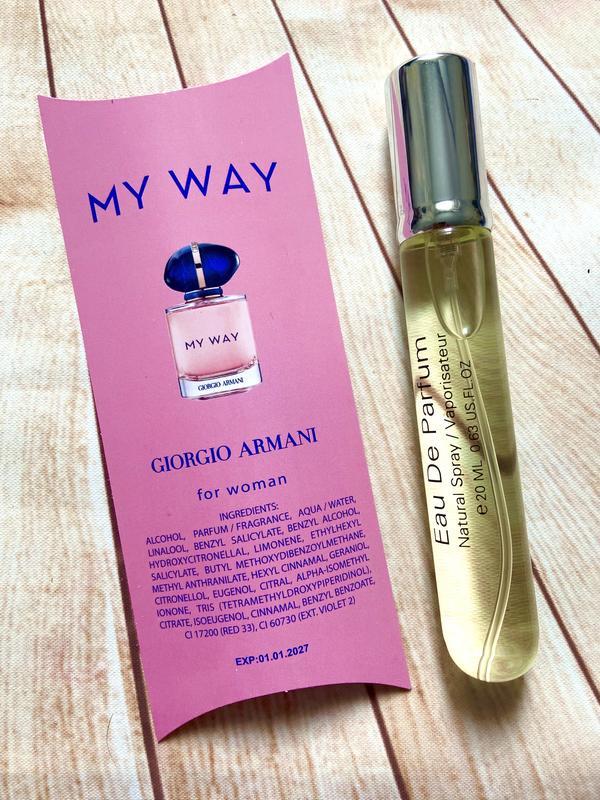 MY WAY
MY WAY
GIORGIO ARMANI
GIORGIO ARMANI
for woman
INGREDIENTS:
ALCOHOL, PARFUM / FRAGRANCE, AQUA / WATER,
LINALOOL, BENZYL SALICYLATE, BENZYL ALCOHOL,
HYDROXYCITRONELLAL, LIMONENE, ETHYLHEXYL
SALICYLATE, BUTYL METHOXYDIBENZOYLMETHANE,
METHYL ANTHRANILATE, HEXYL CINNAMAL, GERANIOL,
CITRONELLOL, EUGENOL, CITRAL, ALPHA-ISOMETHYL
IONONE, TRIS (TETRAMETHYLDROXYPIPERIDINOL),
CITRATE, ISOEUGENOL, CINNAMAL, BENZYL BENZOATE,
CI 17200 (RED 33), CI 60730 (EXT. VIOLET 2)
EXP:01.01.2027
Eau De Parfum
Natural Spray / Vaporisateur
e 20 ML 0.63 US.FL.OZ